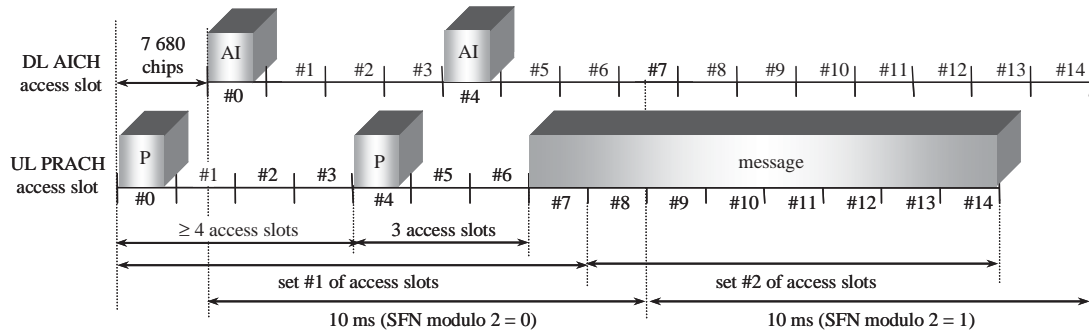 7 680
chips
DL AICH
access slot
AI
AI
#0
#1
#2
#3
#4
#5
#6
#7
#8
#9
#10
#11
#12
#13
#14
UL PRACH
access slot
P
P
message
#0
#1
#2
#3
#4
#5
#6
#7
#8
#9
#10
#11
#12
#13
#14
≥ 4 access slots
3 access slots
set #1 of access slots
set #2 of access slots
10 ms (SFN modulo 2 = 0)
10 ms (SFN modulo 2 = 1)